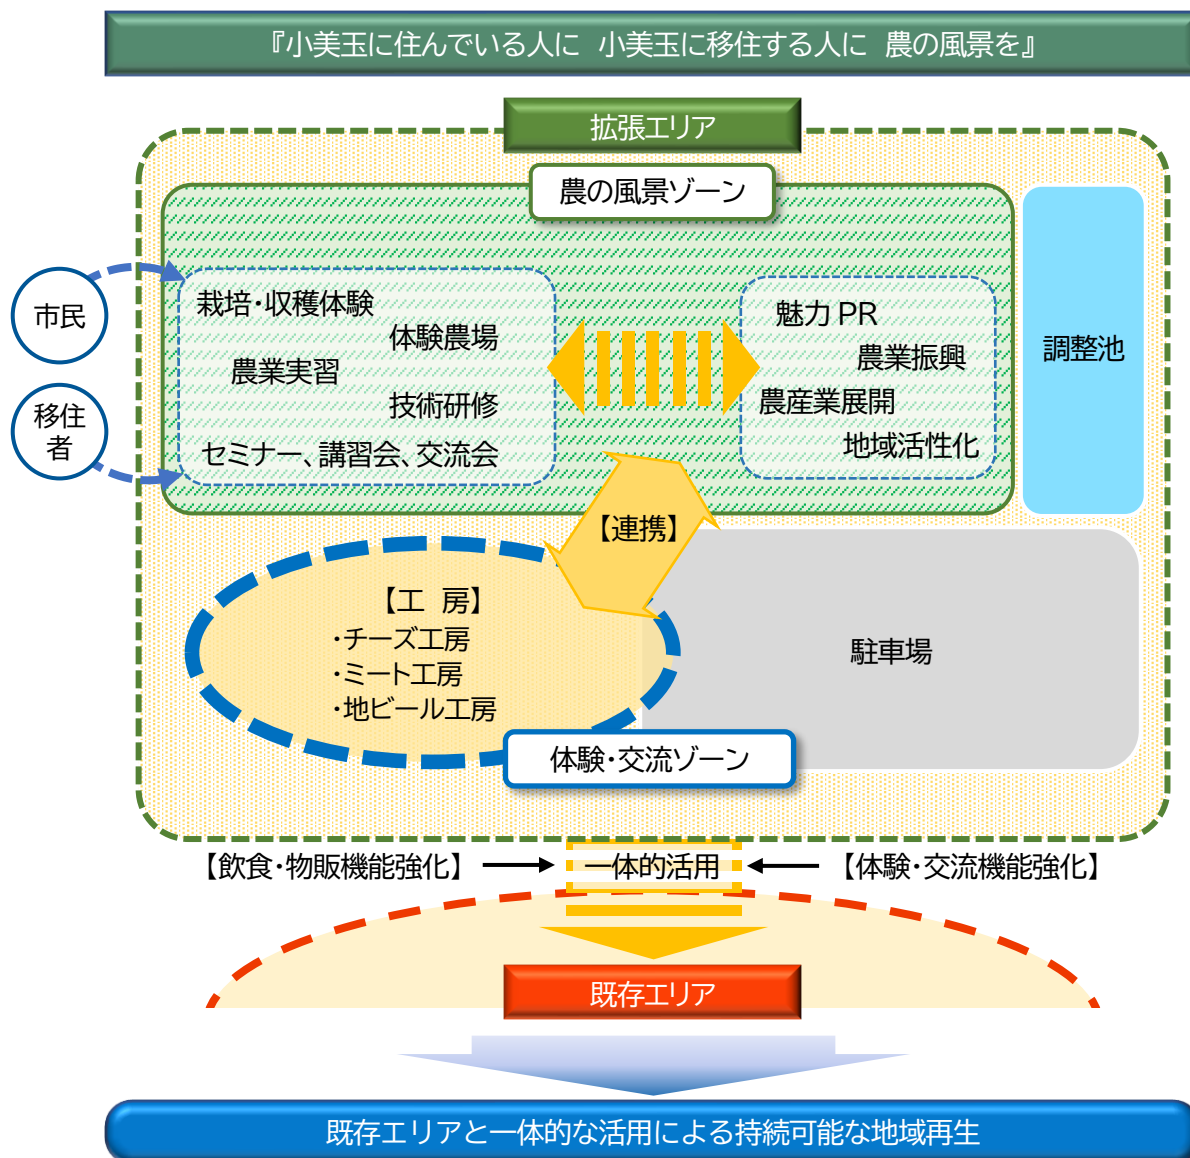 『小美玉に住んでいる人に　小美玉に移住する人に　農の風景を』
拡張エリア
農の風景ゾーン
市民
移住
者
栽培・収穫体験
体験農場
農業実習
技術研修
セミナー、講習会、交流会
魅力 PR
農業振興
農産業展開
地域活性化
調整池
【連携】
【工　房】
・チーズ工房
・ミート工房
・地ビール工房
駐車場
体験・交流ゾーン
【飲食・物販機能強化】
一体的活用
【体験・交流機能強化】
既存エリア
既存エリアと一体的な活用による持続可能な地域再生